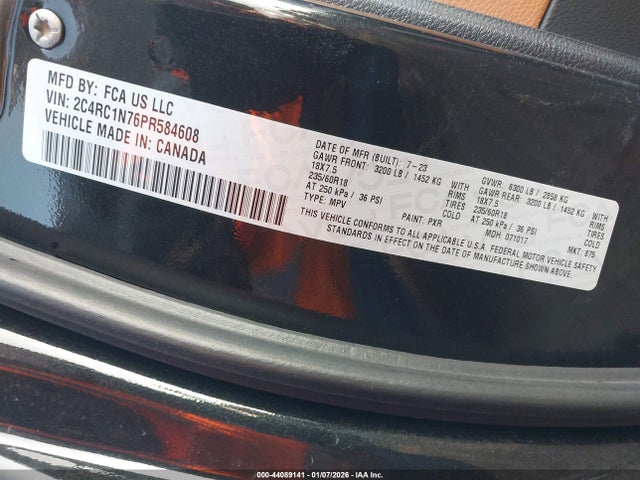 MFD BY: FCA US LLC
VIN: 2C4RC1N76PR584608
VEHICLE MADE IN: CANADA
DATE OF MFR (BUILT): 7-23 GVWR: 6300 LB / 2858 KG
GAWR FRONT: 3200 LB / 1452 KG WITH GAWR REAR: 3200 LB / 1452 KG WITH
18X7.5 RIMS 18X7.5 RIMS
235/60R18 TIRES 235/60R18 TIRES
AT 250 kPa / 36 PSI COLD AT 250 kPa / 36 PSI COLD
TYPE: MPV PAINT: PXR MDH: 071017 MKT: 875
THIS VEHICLE CONFORMS TO ALL APPLICABLE U.S.A. FEDERAL MOTOR VEHICLE SAFETY
STANDARDS IN EFFECT ON THE DATE OF MANUFACTURE SHOWN ABOVE.
000-44089141 - 01/07/2026 - IAA Inc.